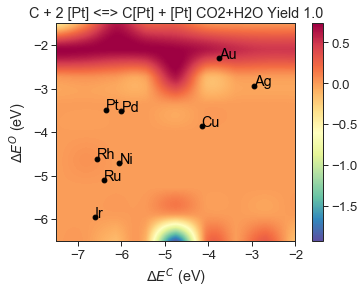 C + 2 [Pt] <=> C[Pt] + [Pt] CO2+H2O Yield 1.0
ΔE^O (eV)
−2
−3
−4
−5
−6
Au
Ag
Pt
Pd
Cu
Rh
Ni
Ru
Ir
0.5
0.0
−0.5
−1.0
−1.5
−7
−6
−5
−4
−3
−2
ΔE^C (eV)